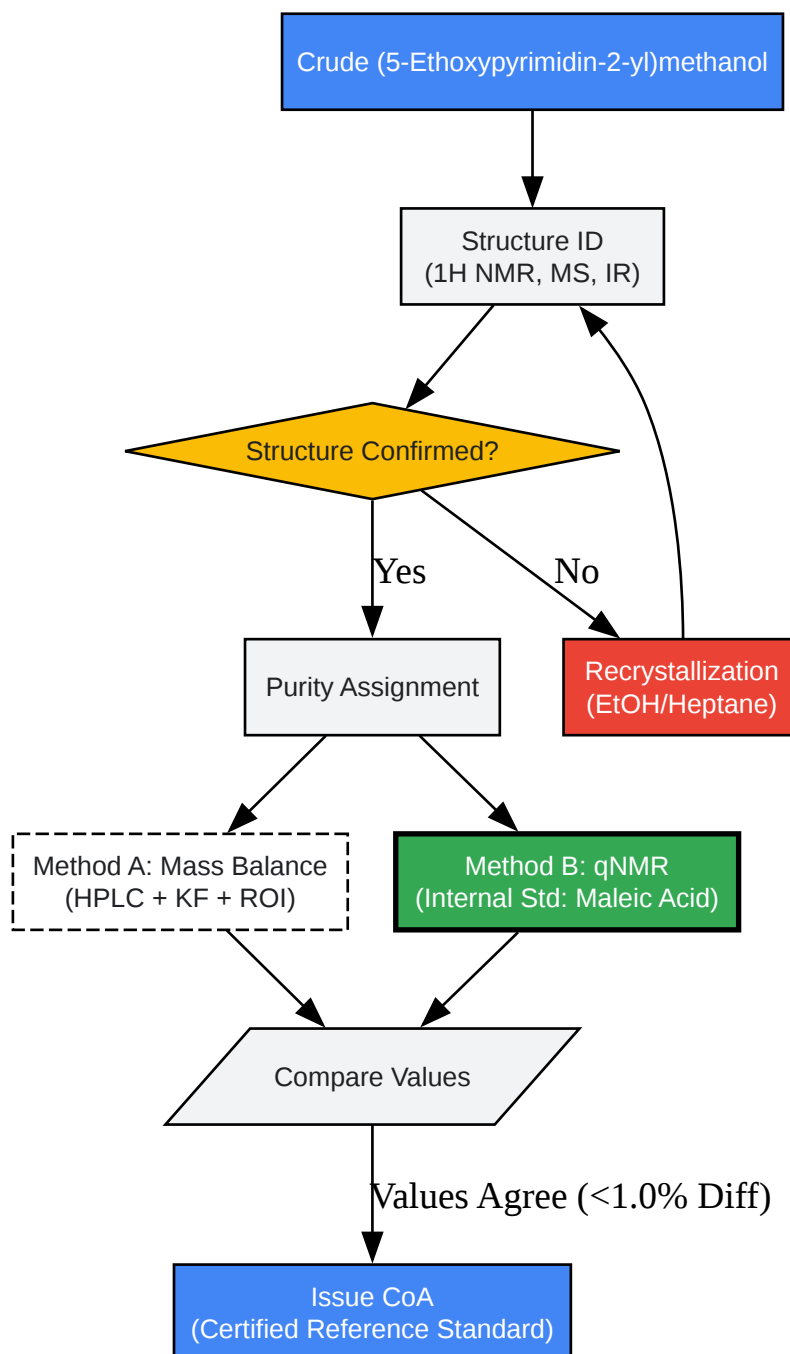 Crude (5-Ethoxypyrimidin-2-yl)methanol
Structure ID
(1H NMR, MS, IR)
Structure Confirmed?
Yes
No
Purity Assignment
Recrystallization
(EtOH/Heptane)
Method A: Mass Balance
(HPLC + KF + ROI)
Method B: qNMR
(Internal Std: Maleic Acid)
Compare Values
Values Agree (<1.0% Diff)
Issue CoA
(Certified Reference Standard)